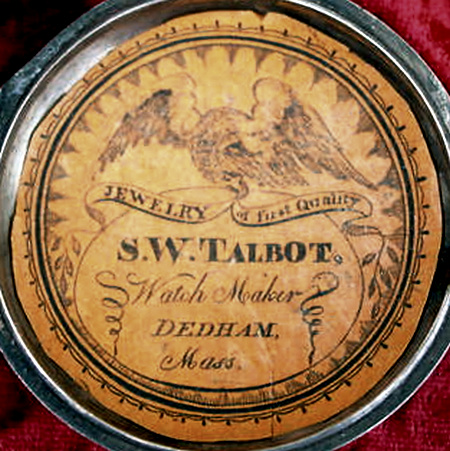 JEWELRY of first Quality
S.W. TALBOT.
Watch Maker
DEDHAM,
Mass.